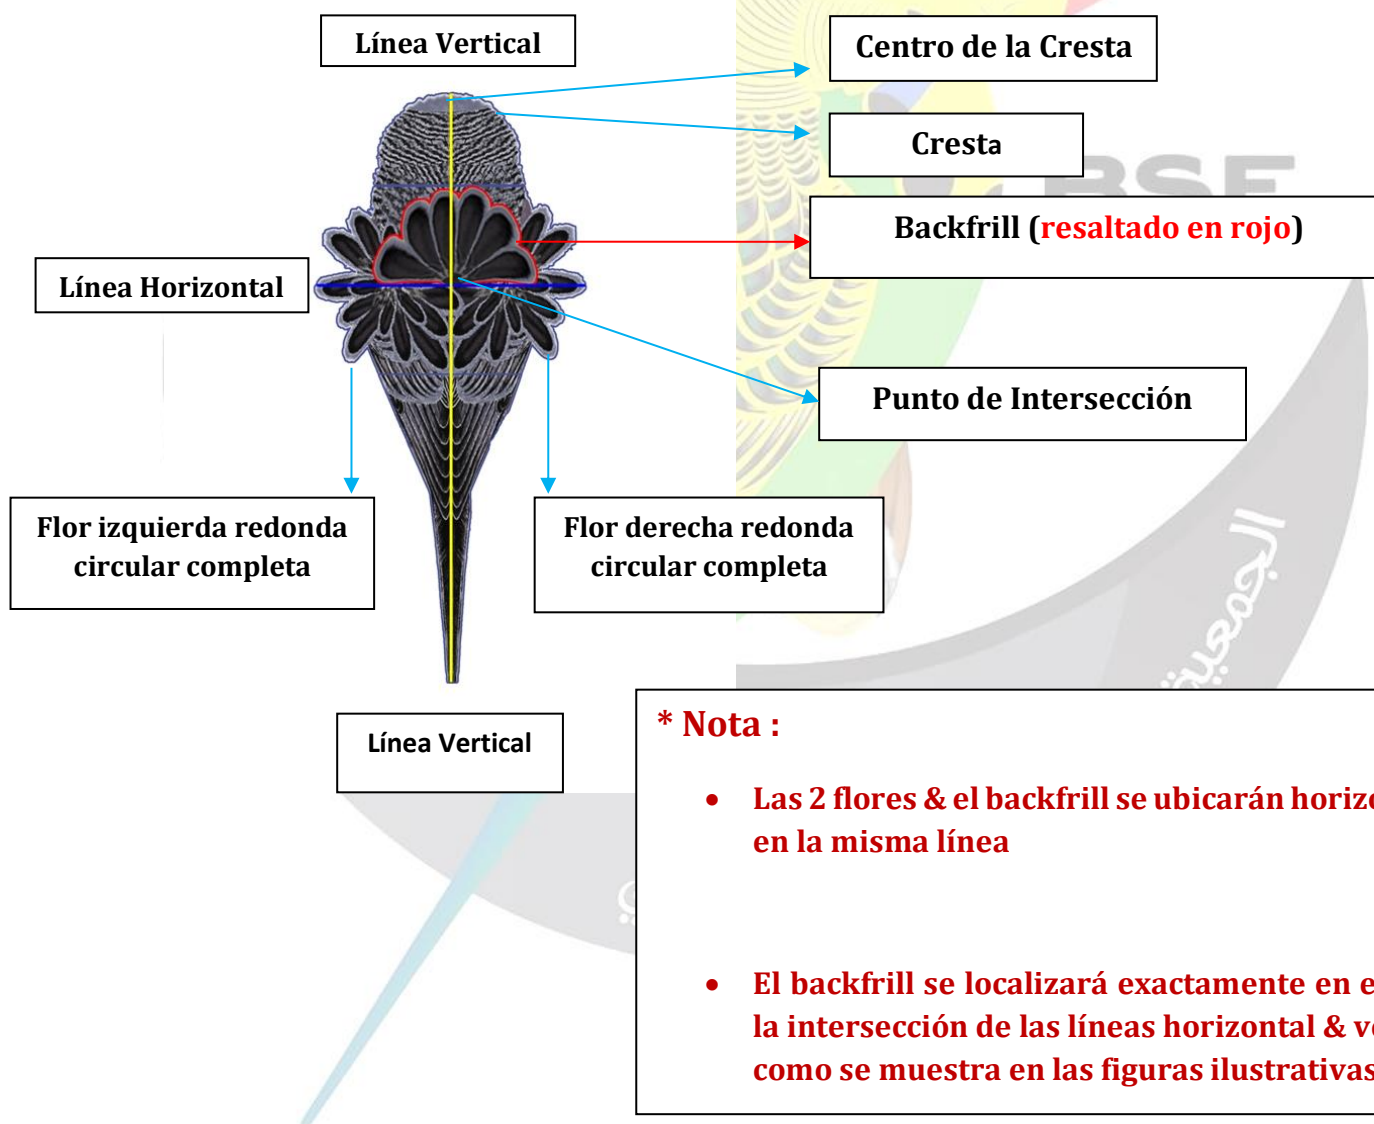 Línea Vertical
Centro de la Cresta
Cresta
BSF
Backfrill (resaltado en rojo)
Línea Horizontal
Punto de Intersección
Flor izquierda redonda
circular completa
Flor derecha redonda
circular completa
Línea Vertical
* Nota :
• Las 2 flores & el backfrill se ubicarán
en la misma línea
• El backfrill se localizará exactamente en
la intersección de las líneas horizontal &
como se muestra en las figuras ilustrativas